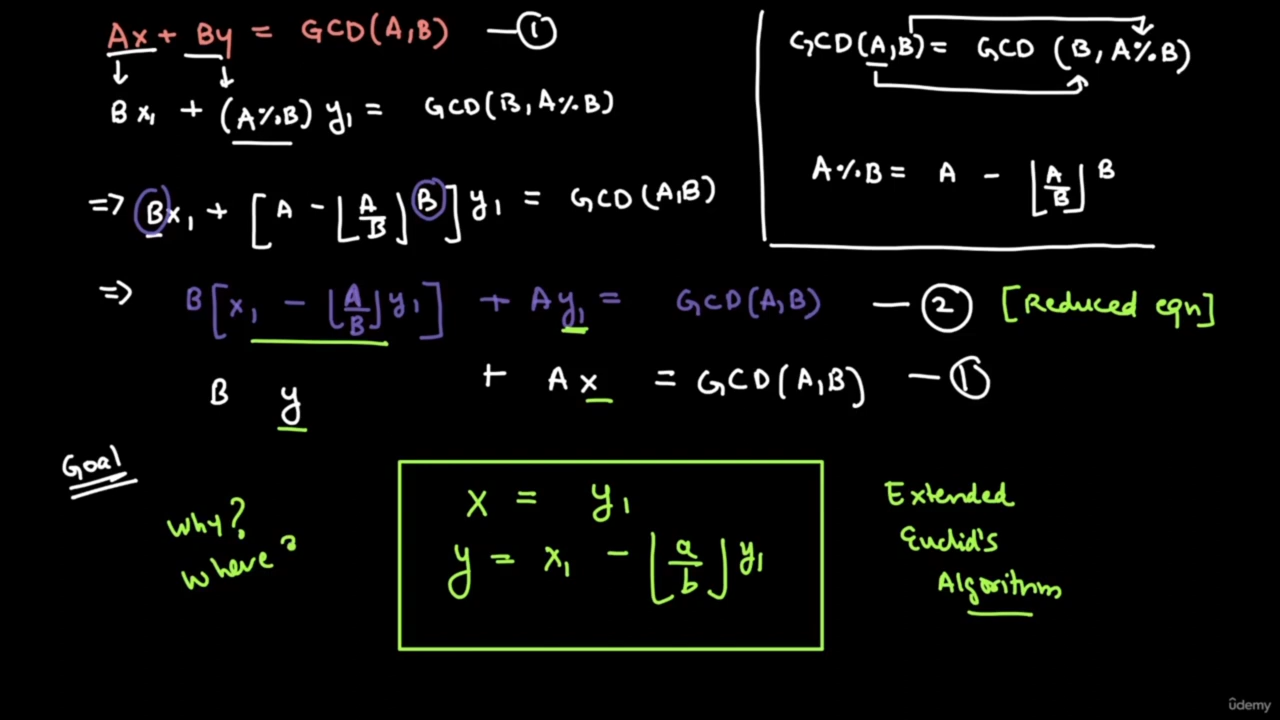 Ax + By = GCD(A,B) — ①
Bx₁ + (A%B) y₁ = GCD(B, A%B)
=> Bx₁ + [A - ⌊A/B⌋ B] y₁ = GCD(A,B)
=> B[x₁ - ⌊A/B⌋ y₁] + Ay₁ = GCD(A,B) — ② [Reduced eqn]
B y + Ax = GCD(A,B) — ①
GCD(A,B) = GCD (B, A%B)
A%B = A - ⌊A/B⌋ B
Goal
Why?
Where?
x = y₁
y = x₁ - ⌊a/b⌋ y₁
Extended
Euclid's
Algorithm
ûdemy